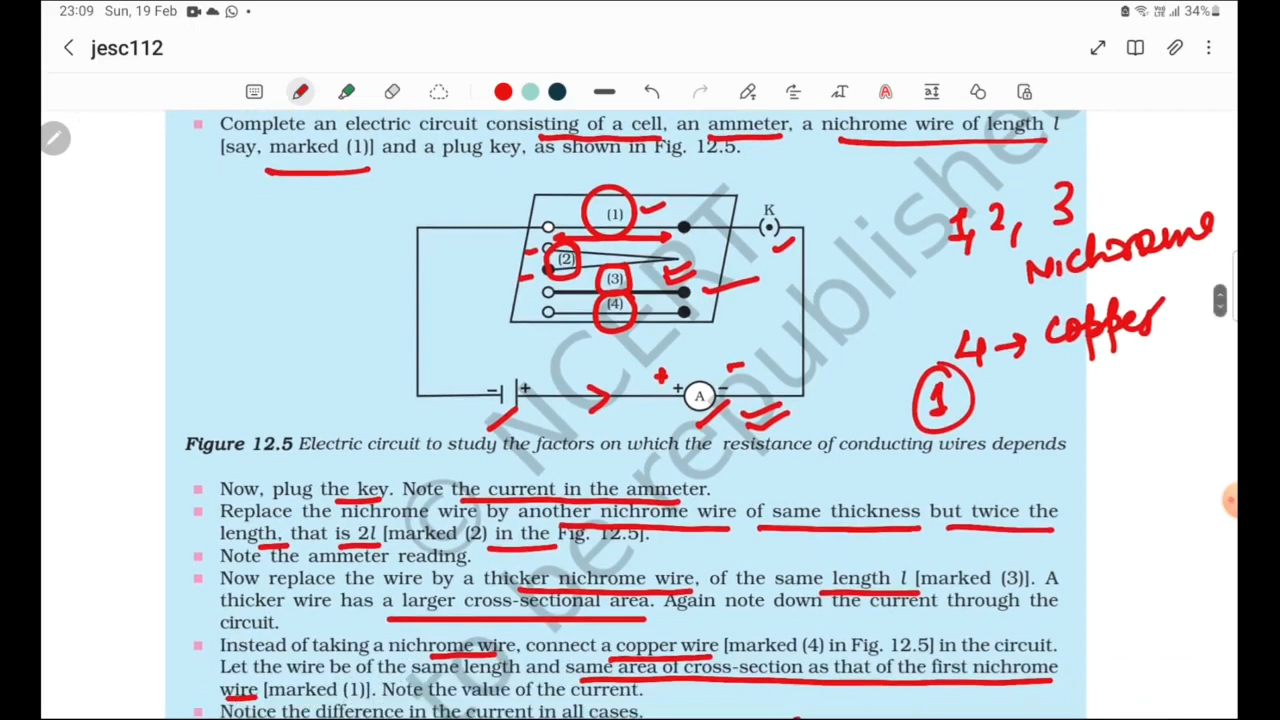 23:09 Sun, 19 Feb
34%
jesc112
Complete an electric circuit consisting of a cell, an ammeter, a nichrome wire of length l
[say, marked (1)] and a plug key, as shown in Fig. 12.5.
(1)
K
(2)
(3)
(4)
1, 2, 3
Nichrome
4 → copper
1
− +
+ −
+ A −
Figure 12.5 Electric circuit to study the factors on which the resistance of conducting wires depends
Now, plug the key. Note the current in the ammeter.
Replace the nichrome wire by another nichrome wire of same thickness but twice the
length, that is 2l [marked (2) in the Fig. 12.5].
Note the ammeter reading.
Now replace the wire by a thicker nichrome wire, of the same length l [marked (3)]. A
thicker wire has a larger cross-sectional area. Again note down the current through the
circuit.
Instead of taking a nichrome wire, connect a copper wire [marked (4) in Fig. 12.5] in the circuit.
Let the wire be of the same length and same area of cross-section as that of the first nichrome
wire [marked (1)]. Note the value of the current.
Notice the difference in the current in all cases.
© NCERT
to be republished